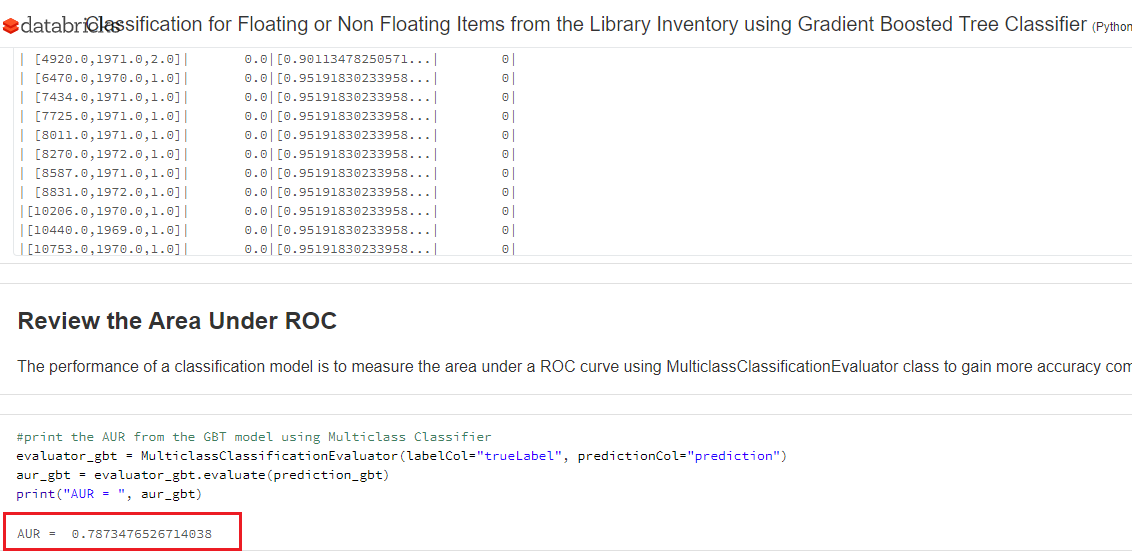 databricks Classification for Floating or Non Floating Items from the Library Inventory using Gradient Boosted Tree Classifier (Python
| [4920.0,1971.0,2.0]| 0.0|[0.90113478250571...| 0|
| [6470.0,1970.0,1.0]| 0.0|[0.95191830233958...| 0|
| [7434.0,1971.0,1.0]| 0.0|[0.95191830233958...| 0|
| [7725.0,1971.0,1.0]| 0.0|[0.95191830233958...| 0|
| [8011.0,1971.0,1.0]| 0.0|[0.95191830233958...| 0|
| [8270.0,1972.0,1.0]| 0.0|[0.95191830233958...| 0|
| [8587.0,1971.0,1.0]| 0.0|[0.95191830233958...| 0|
| [8831.0,1972.0,1.0]| 0.0|[0.95191830233958...| 0|
|[10206.0,1970.0,1.0]| 0.0|[0.95191830233958...| 0|
|[10440.0,1969.0,1.0]| 0.0|[0.95191830233958...| 0|
|[10753.0,1970.0,1.0]| 0.0|[0.95191830233958...| 0|
Review the Area Under ROC
The performance of a classification model is to measure the area under a ROC curve using MulticlassClassificationEvaluator class to gain more accuracy com
#print the AUR from the GBT model using Multiclass Classifier
evaluator_gbt = MulticlassClassificationEvaluator(labelCol="trueLabel", predictionCol="prediction")
aur_gbt = evaluator_gbt.evaluate(prediction_gbt)
print("AUR = ", aur_gbt)
AUR =  0.7873476526714038